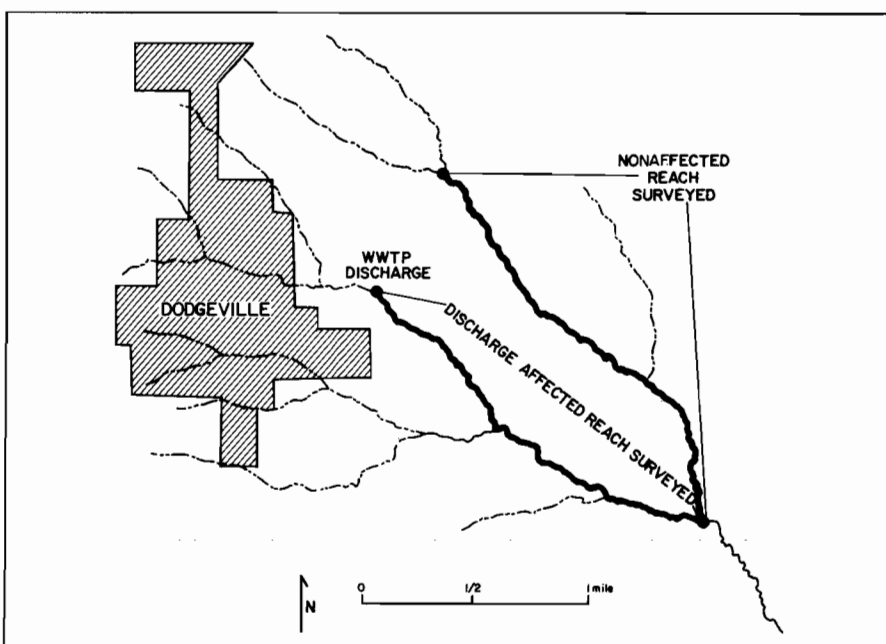 NONAFFECTED
REACH
SURVEYED
WWTP
DISCHARGE
DODGEVILLE
DISCHARGE AFFECTED REACH SURVEYED
N
0
1/2
1 mile